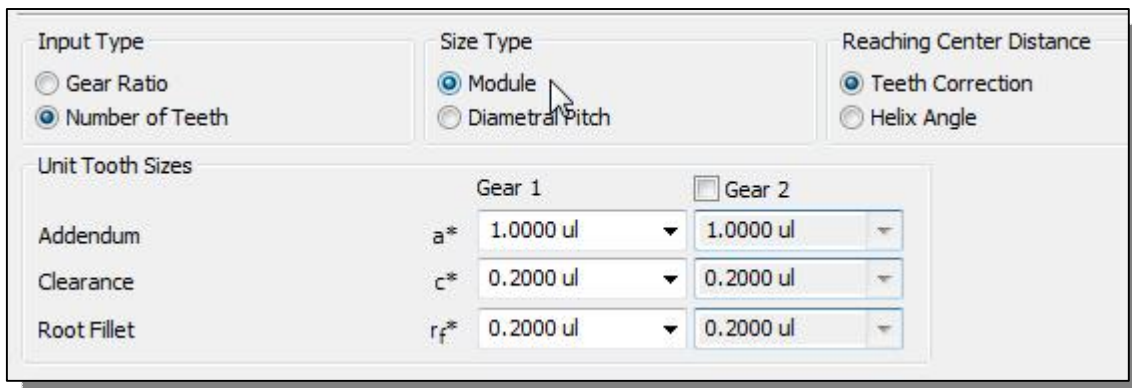 Input Type Size Type Reaching Center Distance
Gear Ratio Module Teeth Correction
Number of Teeth Diametral Pitch Helix Angle
Unit Tooth Sizes
Gear 1 Gear 2
Addendum a* 1.0000 ul 1.0000 ul
Clearance c* 0.2000 ul 0.2000 ul
Root Fillet rf* 0.2000 ul 0.2000 ul